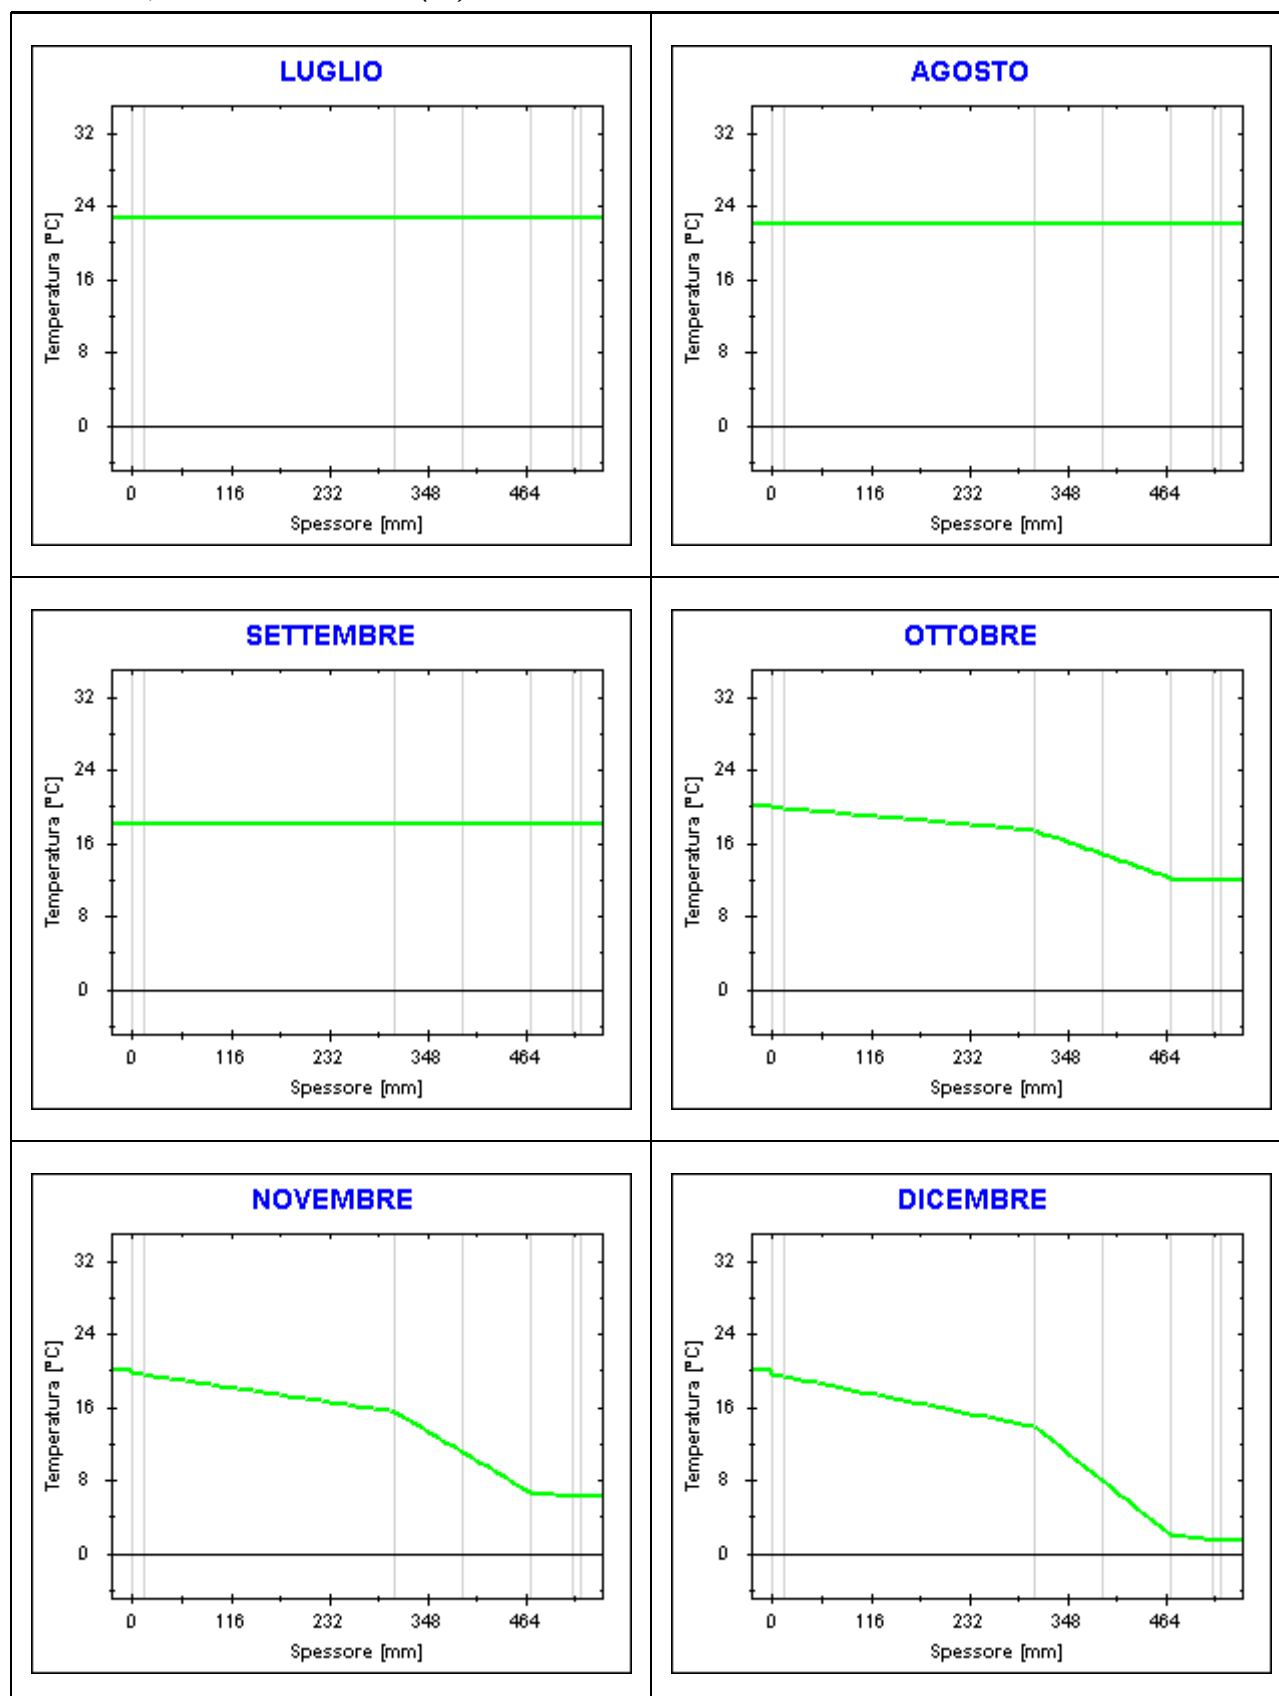 LUGLIO
32
24
16
8
0
Temperatura [°C]
0 116 232 348 464
Spessore [mm]
AGOSTO
32
24
16
8
0
Temperatura [°C]
0 116 232 348 464
Spessore [mm]
SETTEMBRE
32
24
16
8
0
Temperatura [°C]
0 116 232 348 464
Spessore [mm]
OTTOBRE
32
24
16
8
0
Temperatura [°C]
0 116 232 348 464
Spessore [mm]
NOVEMBRE
32
24
16
8
0
Temperatura [°C]
0 116 232 348 464
Spessore [mm]
DICEMBRE
32
24
16
8
0
Temperatura [°C]
0 116 232 348 464
Spessore [mm]